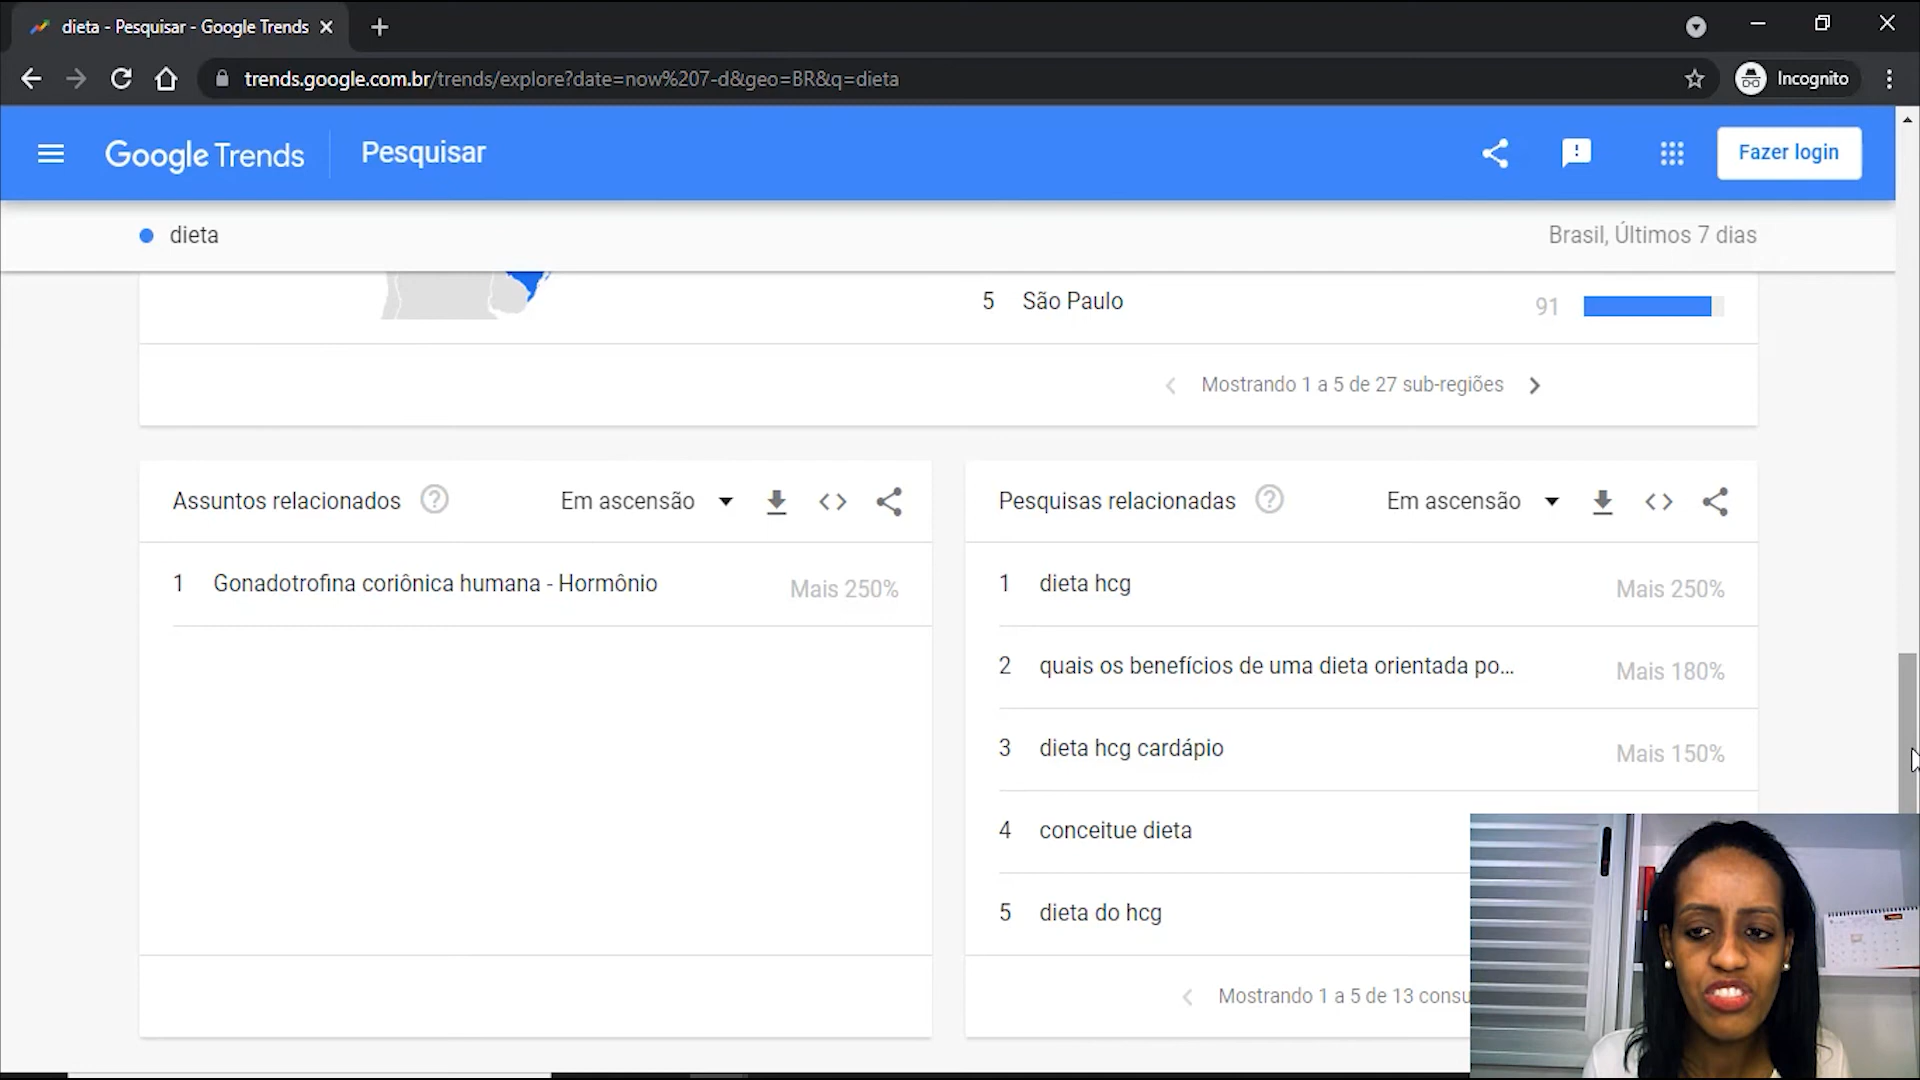 dieta - Pesquisar - Google Trends
trends.google.com.br/trends/explore?date=now%207-d&geo=BR&q=dieta
Incognito
Google Trends
Pesquisar
Fazer login
dieta
Brasil, Últimos 7 dias
5 São Paulo 91
Mostrando 1 a 5 de 27 sub-regiões
Assuntos relacionados
Em ascensão
1 Gonadotrofina coriônica humana - Hormônio Mais 250%
Pesquisas relacionadas
Em ascensão
1 dieta hcg Mais 250%
2 quais os benefícios de uma dieta orientada po... Mais 180%
3 dieta hcg cardápio Mais 150%
4 conceitue dieta
5 dieta do hcg
Mostrando 1 a 5 de 13 consu